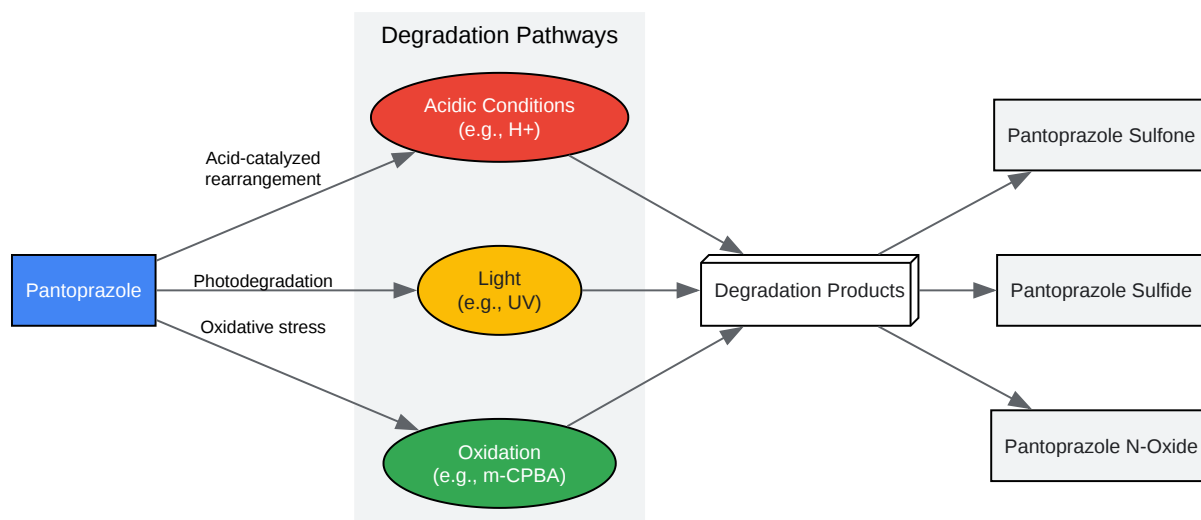 Degradation Pathways
Acidic Conditions
(e.g., H+)
Acid-catalyzed
rearrangement
Pantoprazole
Photodegradation
Light
(e.g., UV)
Oxidative stress
Oxidation
(e.g., m-CPBA)
Degradation Products
Pantoprazole Sulfone
Pantoprazole Sulfide
Pantoprazole N-Oxide